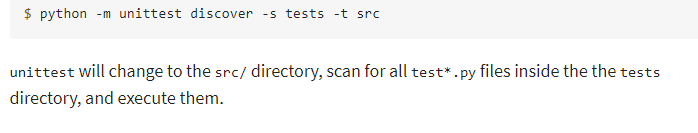 $ python -m unittest discover -s tests -t src
unittest will change to the src/ directory, scan for all test*.py files inside the the tests
directory, and execute them.